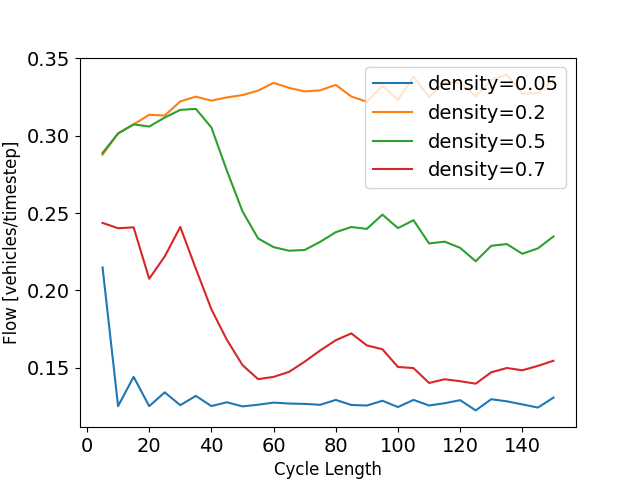 0.35
0.30
0.25
0.20
0.15
Flow [vehicles/timestep]
density=0.05
density=0.2
density=0.5
density=0.7
0 20 40 60 80 100 120 140
Cycle Length